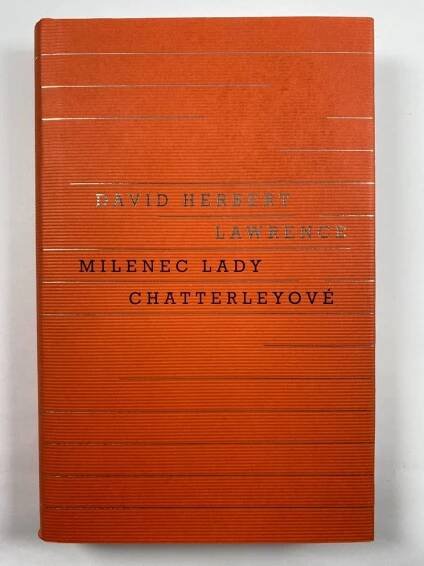 DAVID HERBERT
LAWRENCE
MILENEC LADY
CHATTERLEYOVÉ